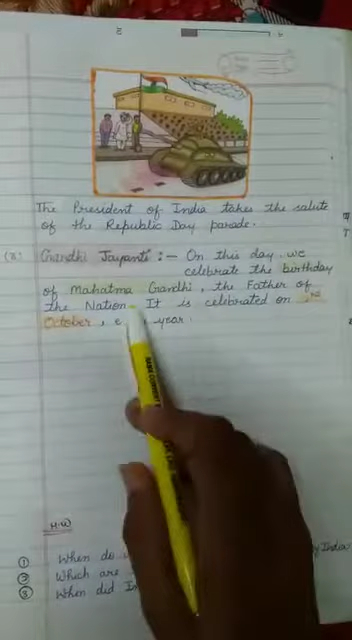 The President of India takes the salute
of the Republic Day parade.
Gandhi Jayanti :- On this day we
celebrate the birthday
of Mahatma Gandhi, the Father of
the Nation. It is celebrated on 2nd
October, year.
H.W
① When do India
② Which are
③ When did